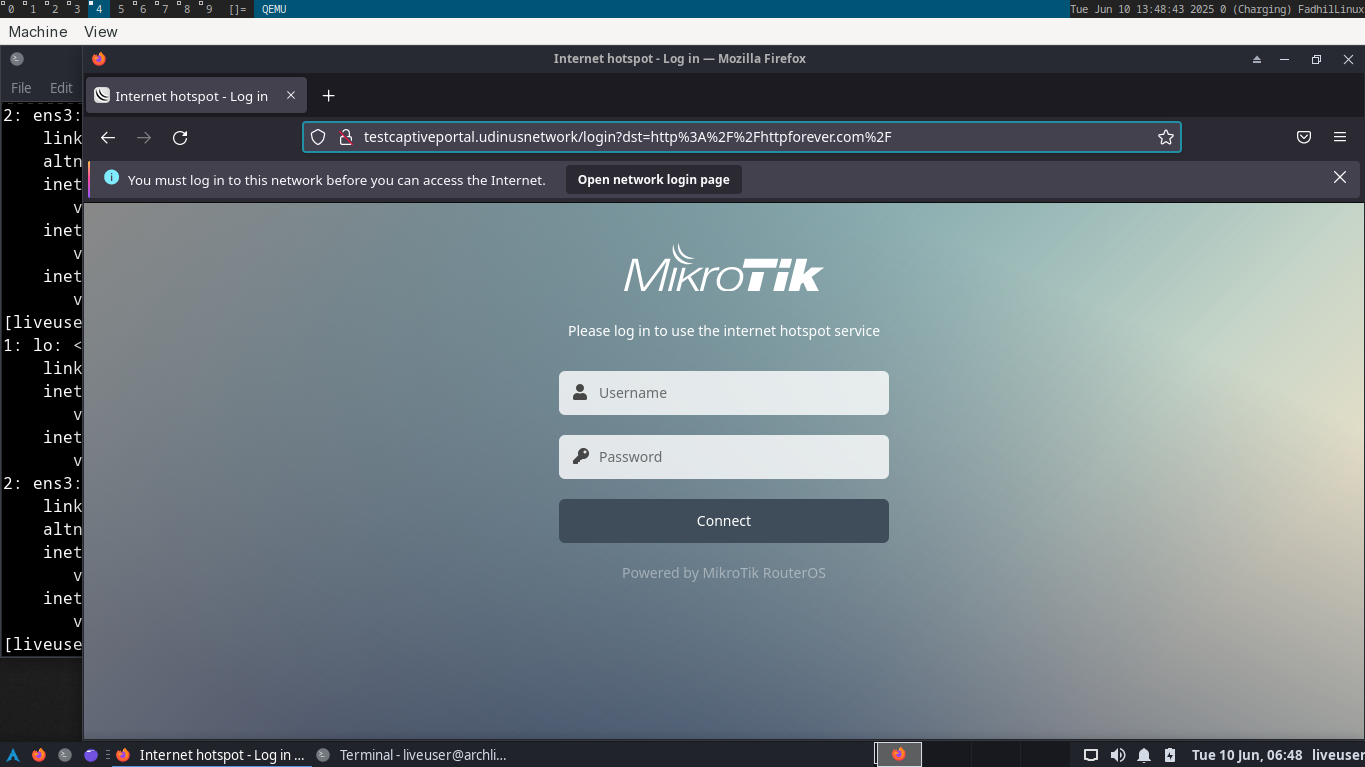 0 1 2 3 4 5 6 7 8 9 []= QEMU Tue Jun 10 13:48:43 2025 0 (Charging) FadhilLinux
Machine View
Internet hotspot - Log in — Mozilla Firefox
File Edit
Internet hotspot - Log in
testcaptiveportal.udinusnetwork/login?dst=http%3A%2F%2Fhttpforever.com%2F
You must log in to this network before you can access the Internet. Open network login page
2: ens3:
link
altn
inet
v
inet
v
inet
v
[liveuse
1: lo: <
link
inet
v
inet
v
2: ens3:
link
altn
inet
v
inet
v
[liveuse
MikroTik
Please log in to use the internet hotspot service
Username
Password
Connect
Powered by MikroTik RouterOS
Internet hotspot - Log in ... Terminal - liveuser@archli... Tue 10 Jun, 06:48 liveuser